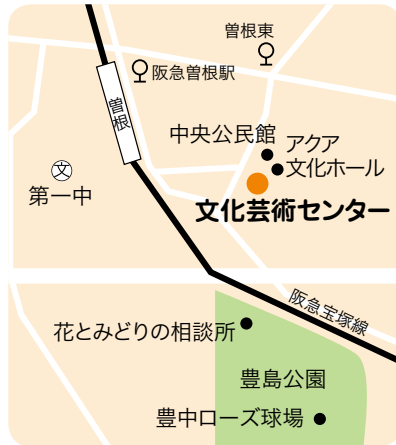 曽根東
阪急曽根駅
曽根
中央公民館
アクア
文化ホール
文
第一中
文化芸術センター
阪急宝塚線
花とみどりの相談所
豊島公園
豊中ローズ球場